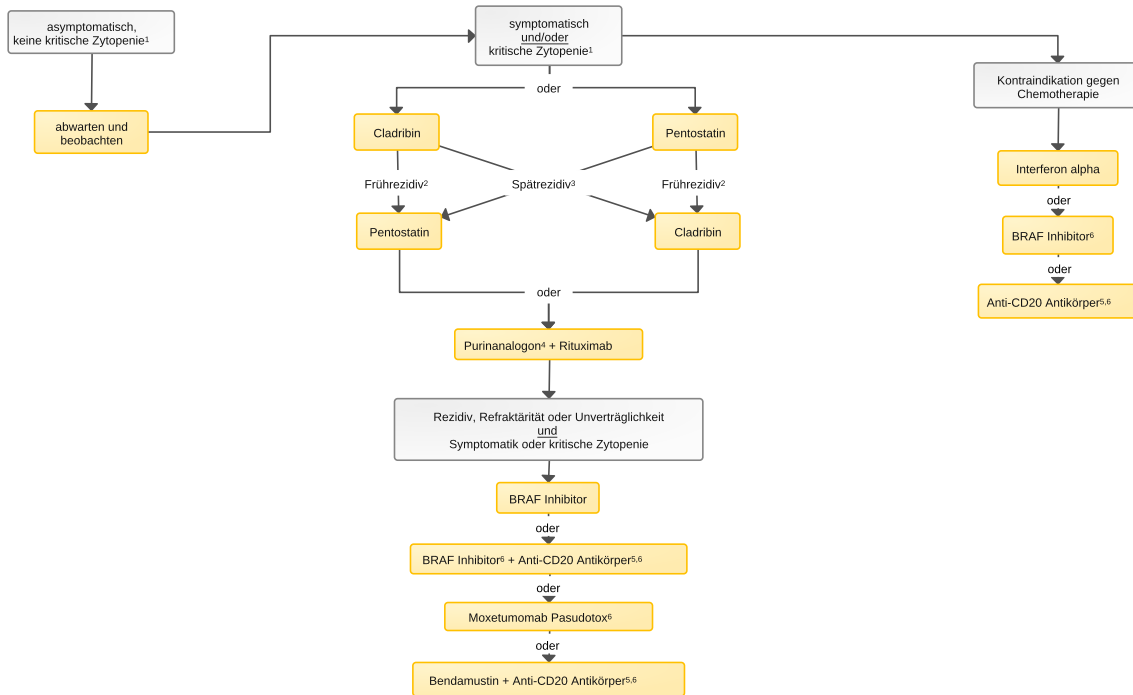 asymptomatisch,
keine kritische Zytopenie¹
abwarten und
beobachten
symptomatisch
und/oder
kritische Zytopenie¹
oder
Cladribin
Pentostatin
Frührezidiv²
Spätrezidiv³
Frührezidiv²
Pentostatin
Cladribin
oder
Purinanalogon⁴ + Rituximab
Rezidiv, Refraktärität oder Unverträglichkeit
und
Symptomatik oder kritische Zytopenie
BRAF Inhibitor
oder
BRAF Inhibitor⁶ + Anti-CD20 Antikörper⁵,⁶
oder
Moxetumomab Pasudotox⁶
oder
Bendamustin + Anti-CD20 Antikörper⁵,⁶
Kontraindikation gegen
Chemotherapie
Interferon alpha
oder
BRAF Inhibitor⁶
oder
Anti-CD20 Antikörper⁵,⁶